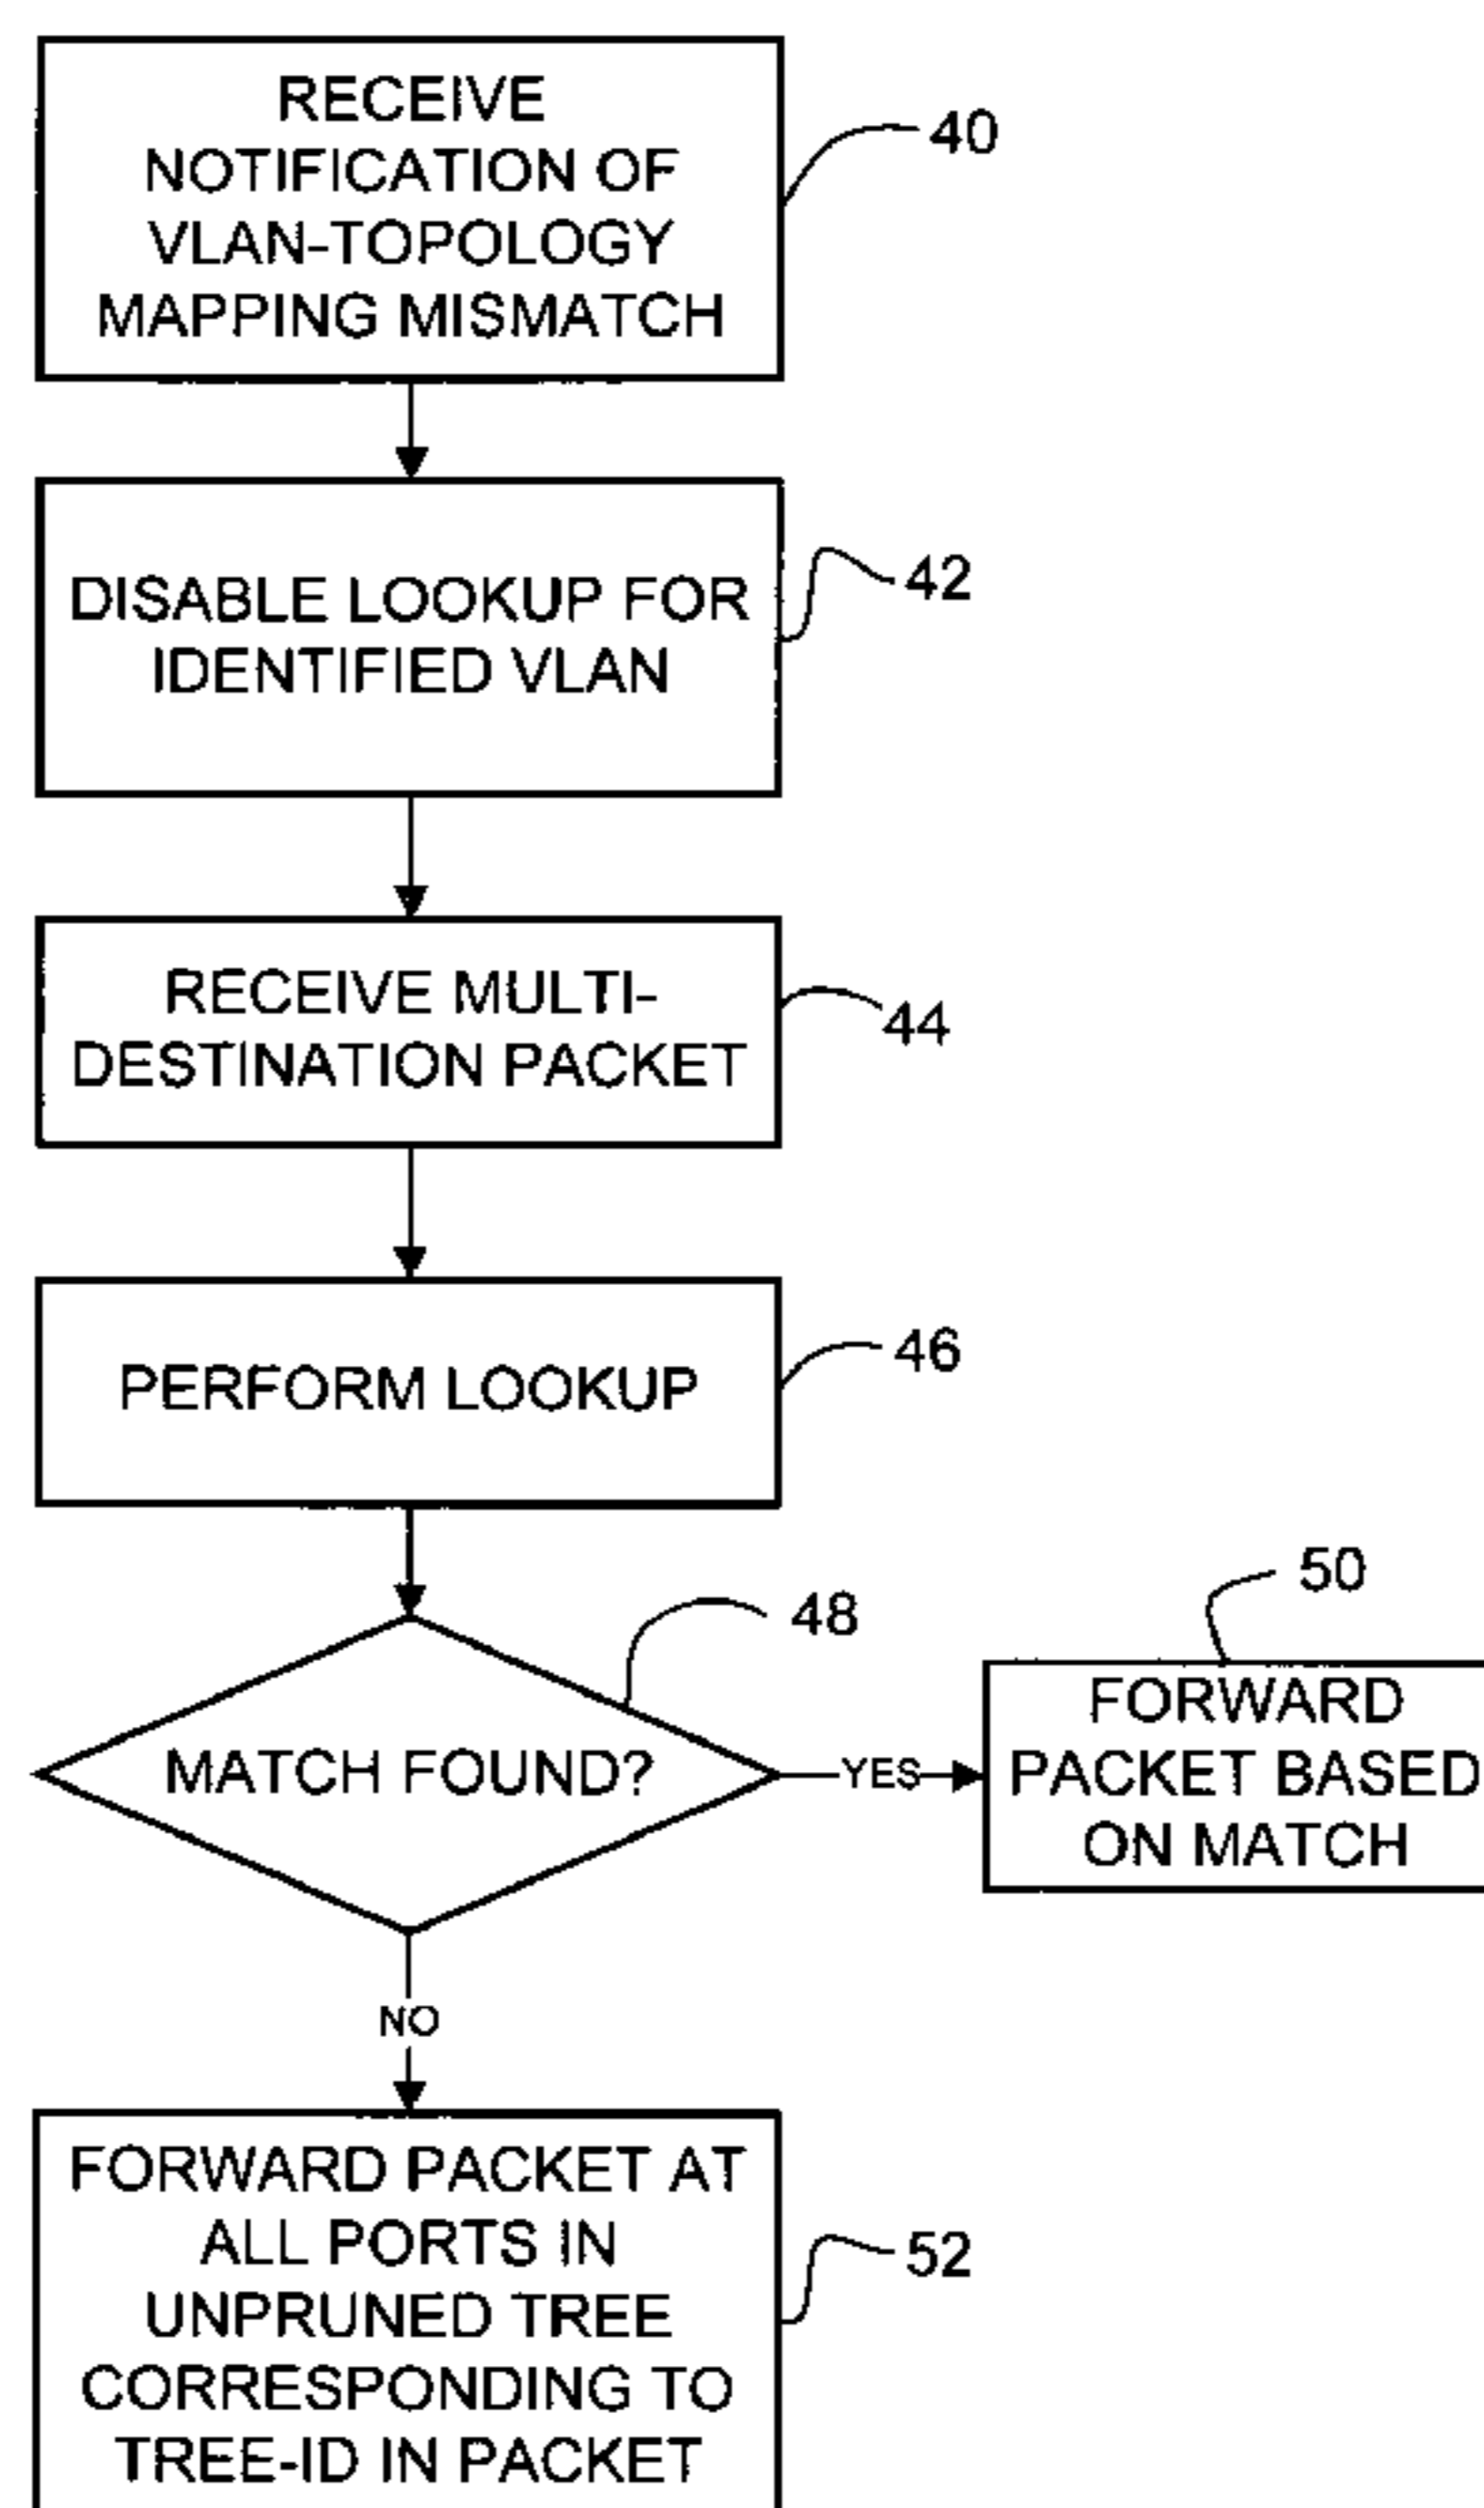 RECEIVE
NOTIFICATION OF
VLAN-TOPOLOGY
MAPPING MISMATCH
40
DISABLE LOOKUP FOR
IDENTIFIED VLAN
42
RECEIVE MULTI-
DESTINATION PACKET
44
PERFORM LOOKUP
46
MATCH FOUND?
48
YES
50
FORWARD
PACKET BASED
ON MATCH
NO
FORWARD PACKET AT
ALL PORTS IN
UNPRUNED TREE
CORRESPONDING TO
TREE-ID IN PACKET
52